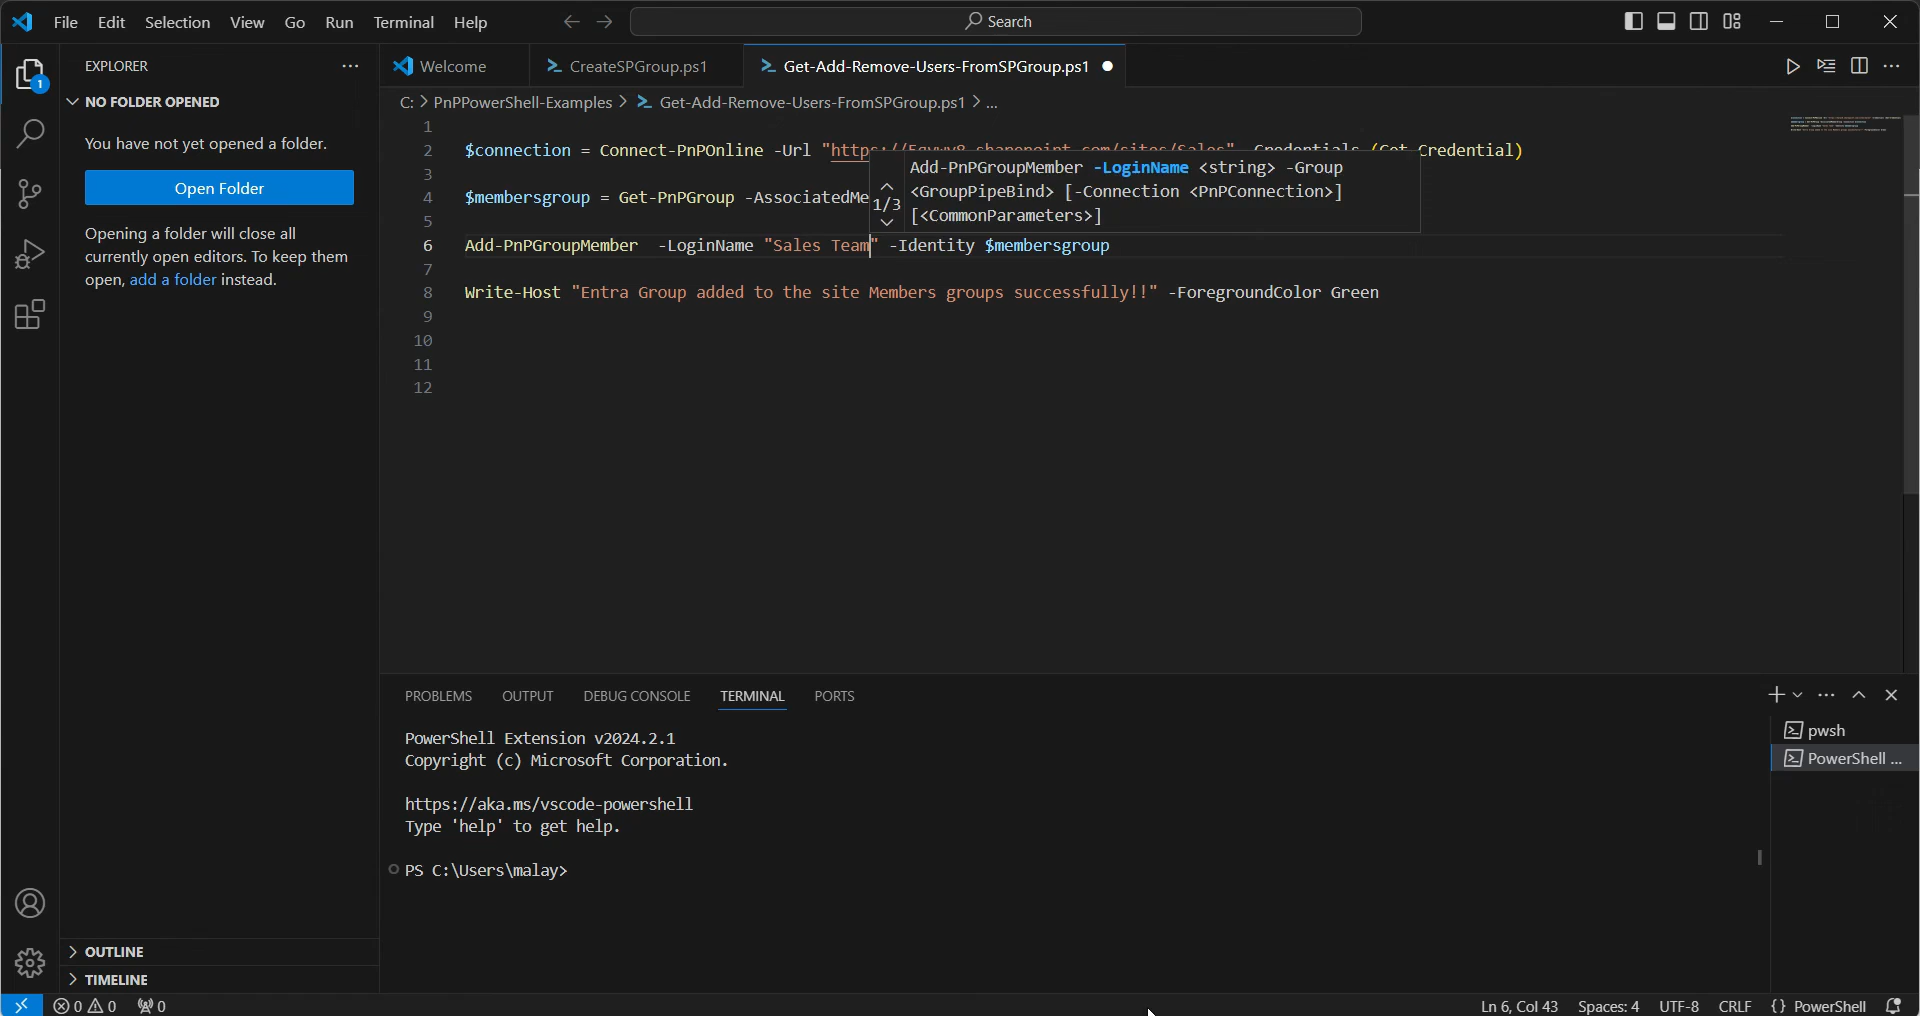 File Edit Selection View Go Run Terminal Help Search
EXPLORER
Welcome CreateSPGroup.ps1 Get-Add-Remove-Users-FromSPGroup.ps1
1
NO FOLDER OPENED
You have not yet opened a folder.
Open Folder
Opening a folder will close all
currently open editors. To keep them
open, add a folder instead.
C: > PnPPowerShell-Examples > Get-Add-Remove-Users-FromSPGroup.ps1 > ...
1
2 $connection = Connect-PnPOnline -Url "https://Fqvwv8.sharepoint.com/sites/Sales" -Credentials (Get-Credential)
3
4 $membersgroup = Get-PnPGroup -AssociatedMe
5
6 Add-PnPGroupMember -LoginName "Sales Team" -Identity $membersgroup
7
8 Write-Host "Entra Group added to the site Members groups successfully!!" -ForegroundColor Green
9
10
11
12
1/3
Add-PnPGroupMember -LoginName <string> -Group
<GroupPipeBind> [-Connection <PnPConnection>]
[<CommonParameters>]
PROBLEMS OUTPUT DEBUG CONSOLE TERMINAL PORTS
PowerShell Extension v2024.2.1
Copyright (c) Microsoft Corporation.
https://aka.ms/vscode-powershell
Type 'help' to get help.
PS C:\Users\malay>
pwsh
PowerShell ...
OUTLINE
TIMELINE
0 0 0
Ln 6, Col 43 Spaces: 4 UTF-8 CRLF {} PowerShell